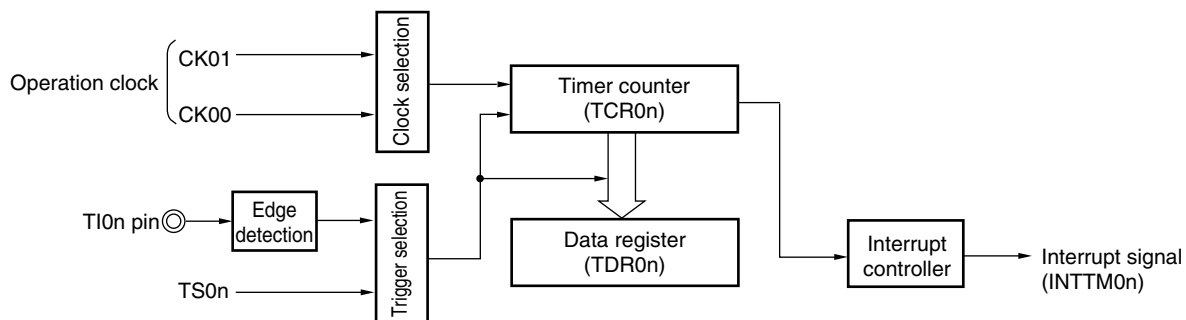 Operation clock
CK01
CK00
Clock selection
Timer counter
(TCR0n)
TI0n pin
Edge
detection
TS0n
Trigger selection
Data register
(TDR0n)
Interrupt
controller
Interrupt signal
(INTTM0n)